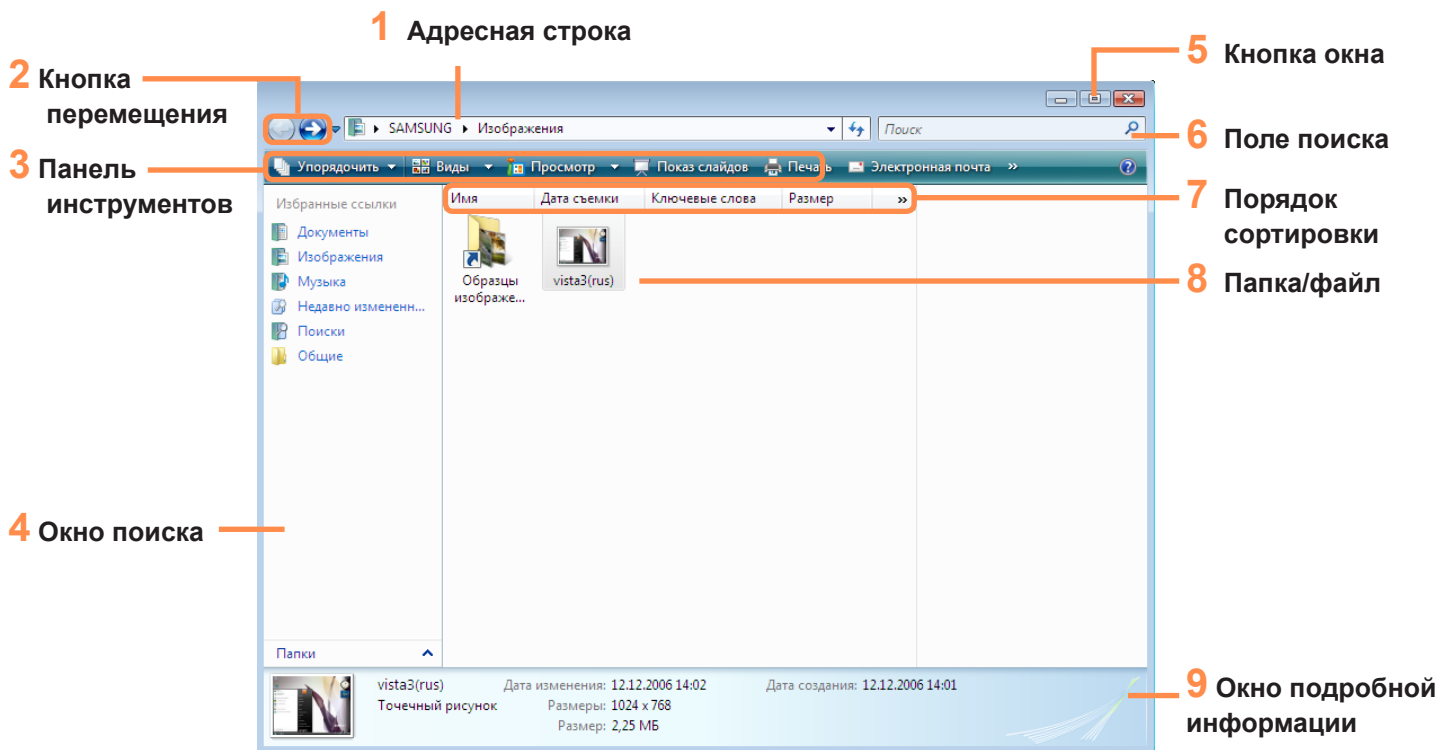 1 Адресная строка
2 Кнопка
перемещения
5 Кнопка окна
SAMSUNG Изображения
Поиск
6 Поле поиска
3 Панель
инструментов
Упорядочить Виды Просмотр Показ слайдов Печать Электронная почта »
?
Избранные ссылки
Документы
Изображения
Музыка
Недавно измененн...
Поиски
Общие
Имя Дата съемки Ключевые слова Размер »
7 Порядок
сортировки
Образцы
изображе...
vista3(rus)
8 Папка/файл
4 Окно поиска
Папки
vista3(rus) Дата изменения: 12.12.2006 14:02 Дата создания: 12.12.2006 14:01
Точечный рисунок Размеры: 1024 x 768
Размер: 2,25 МБ
9 Окно подробной
информации